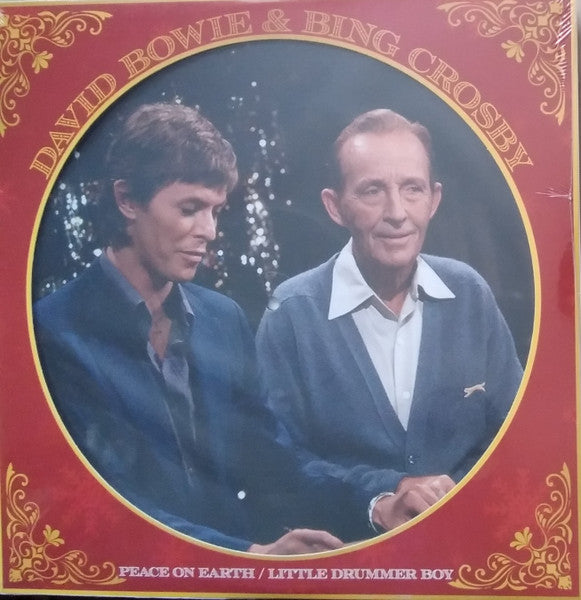 DAVID BOWIE & BING CROSBY
PEACE ON EARTH / LITTLE DRUMMER BOY